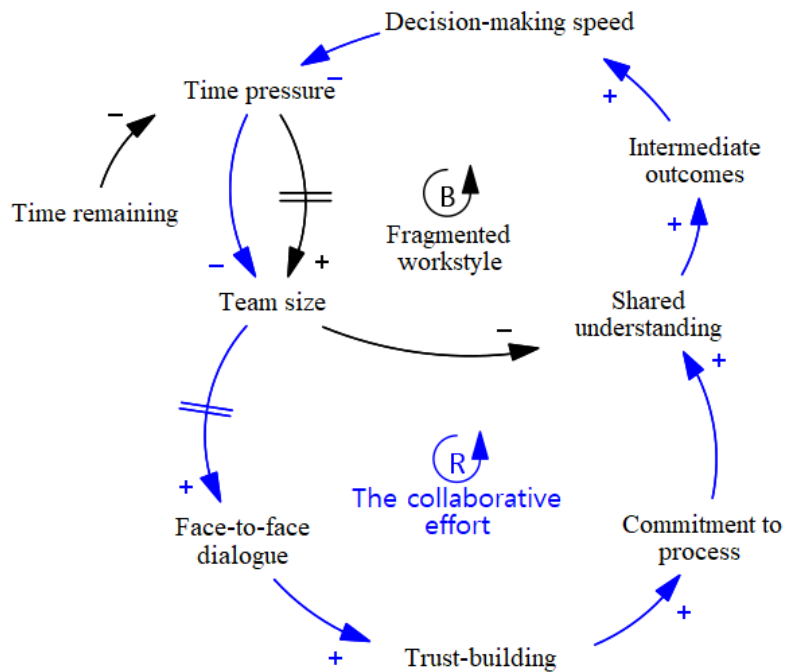 Decision-making speed
−
Time pressure
+
−
Intermediate
outcomes
Time remaining
B
Fragmented
workstyle
+
−
+
Team size
Shared
understanding
−
+
R
The collaborative
effort
+
Face-to-face
dialogue
Commitment to
process
+
+
Trust-building